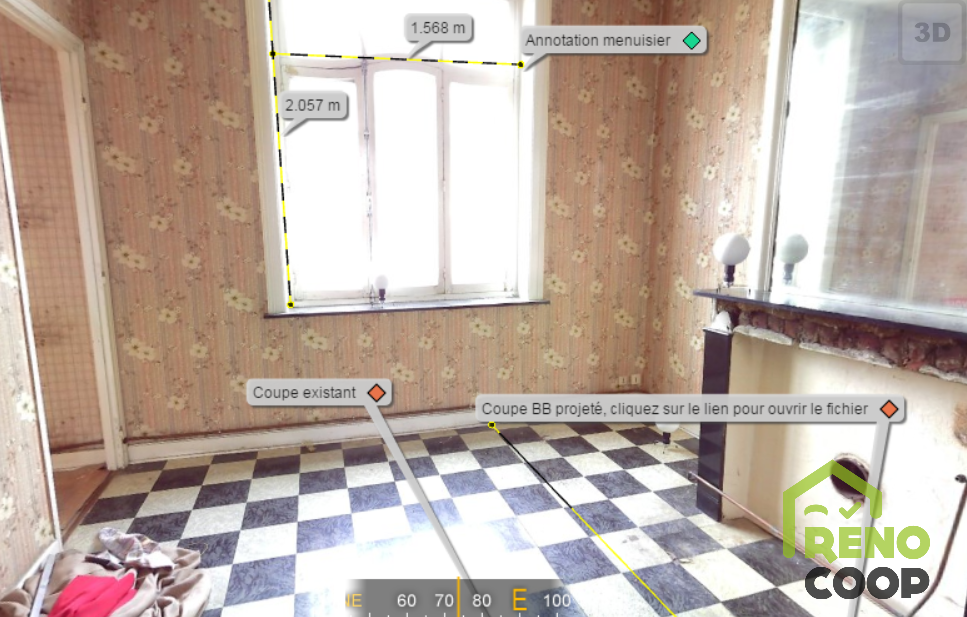 1.568 m
Annotation menuisier
3D
2.057 m
Coupe existant
Coupe BB projeté, cliquez sur le lien pour ouvrir le fichier
RENO
COOP
60 70 80 E 100